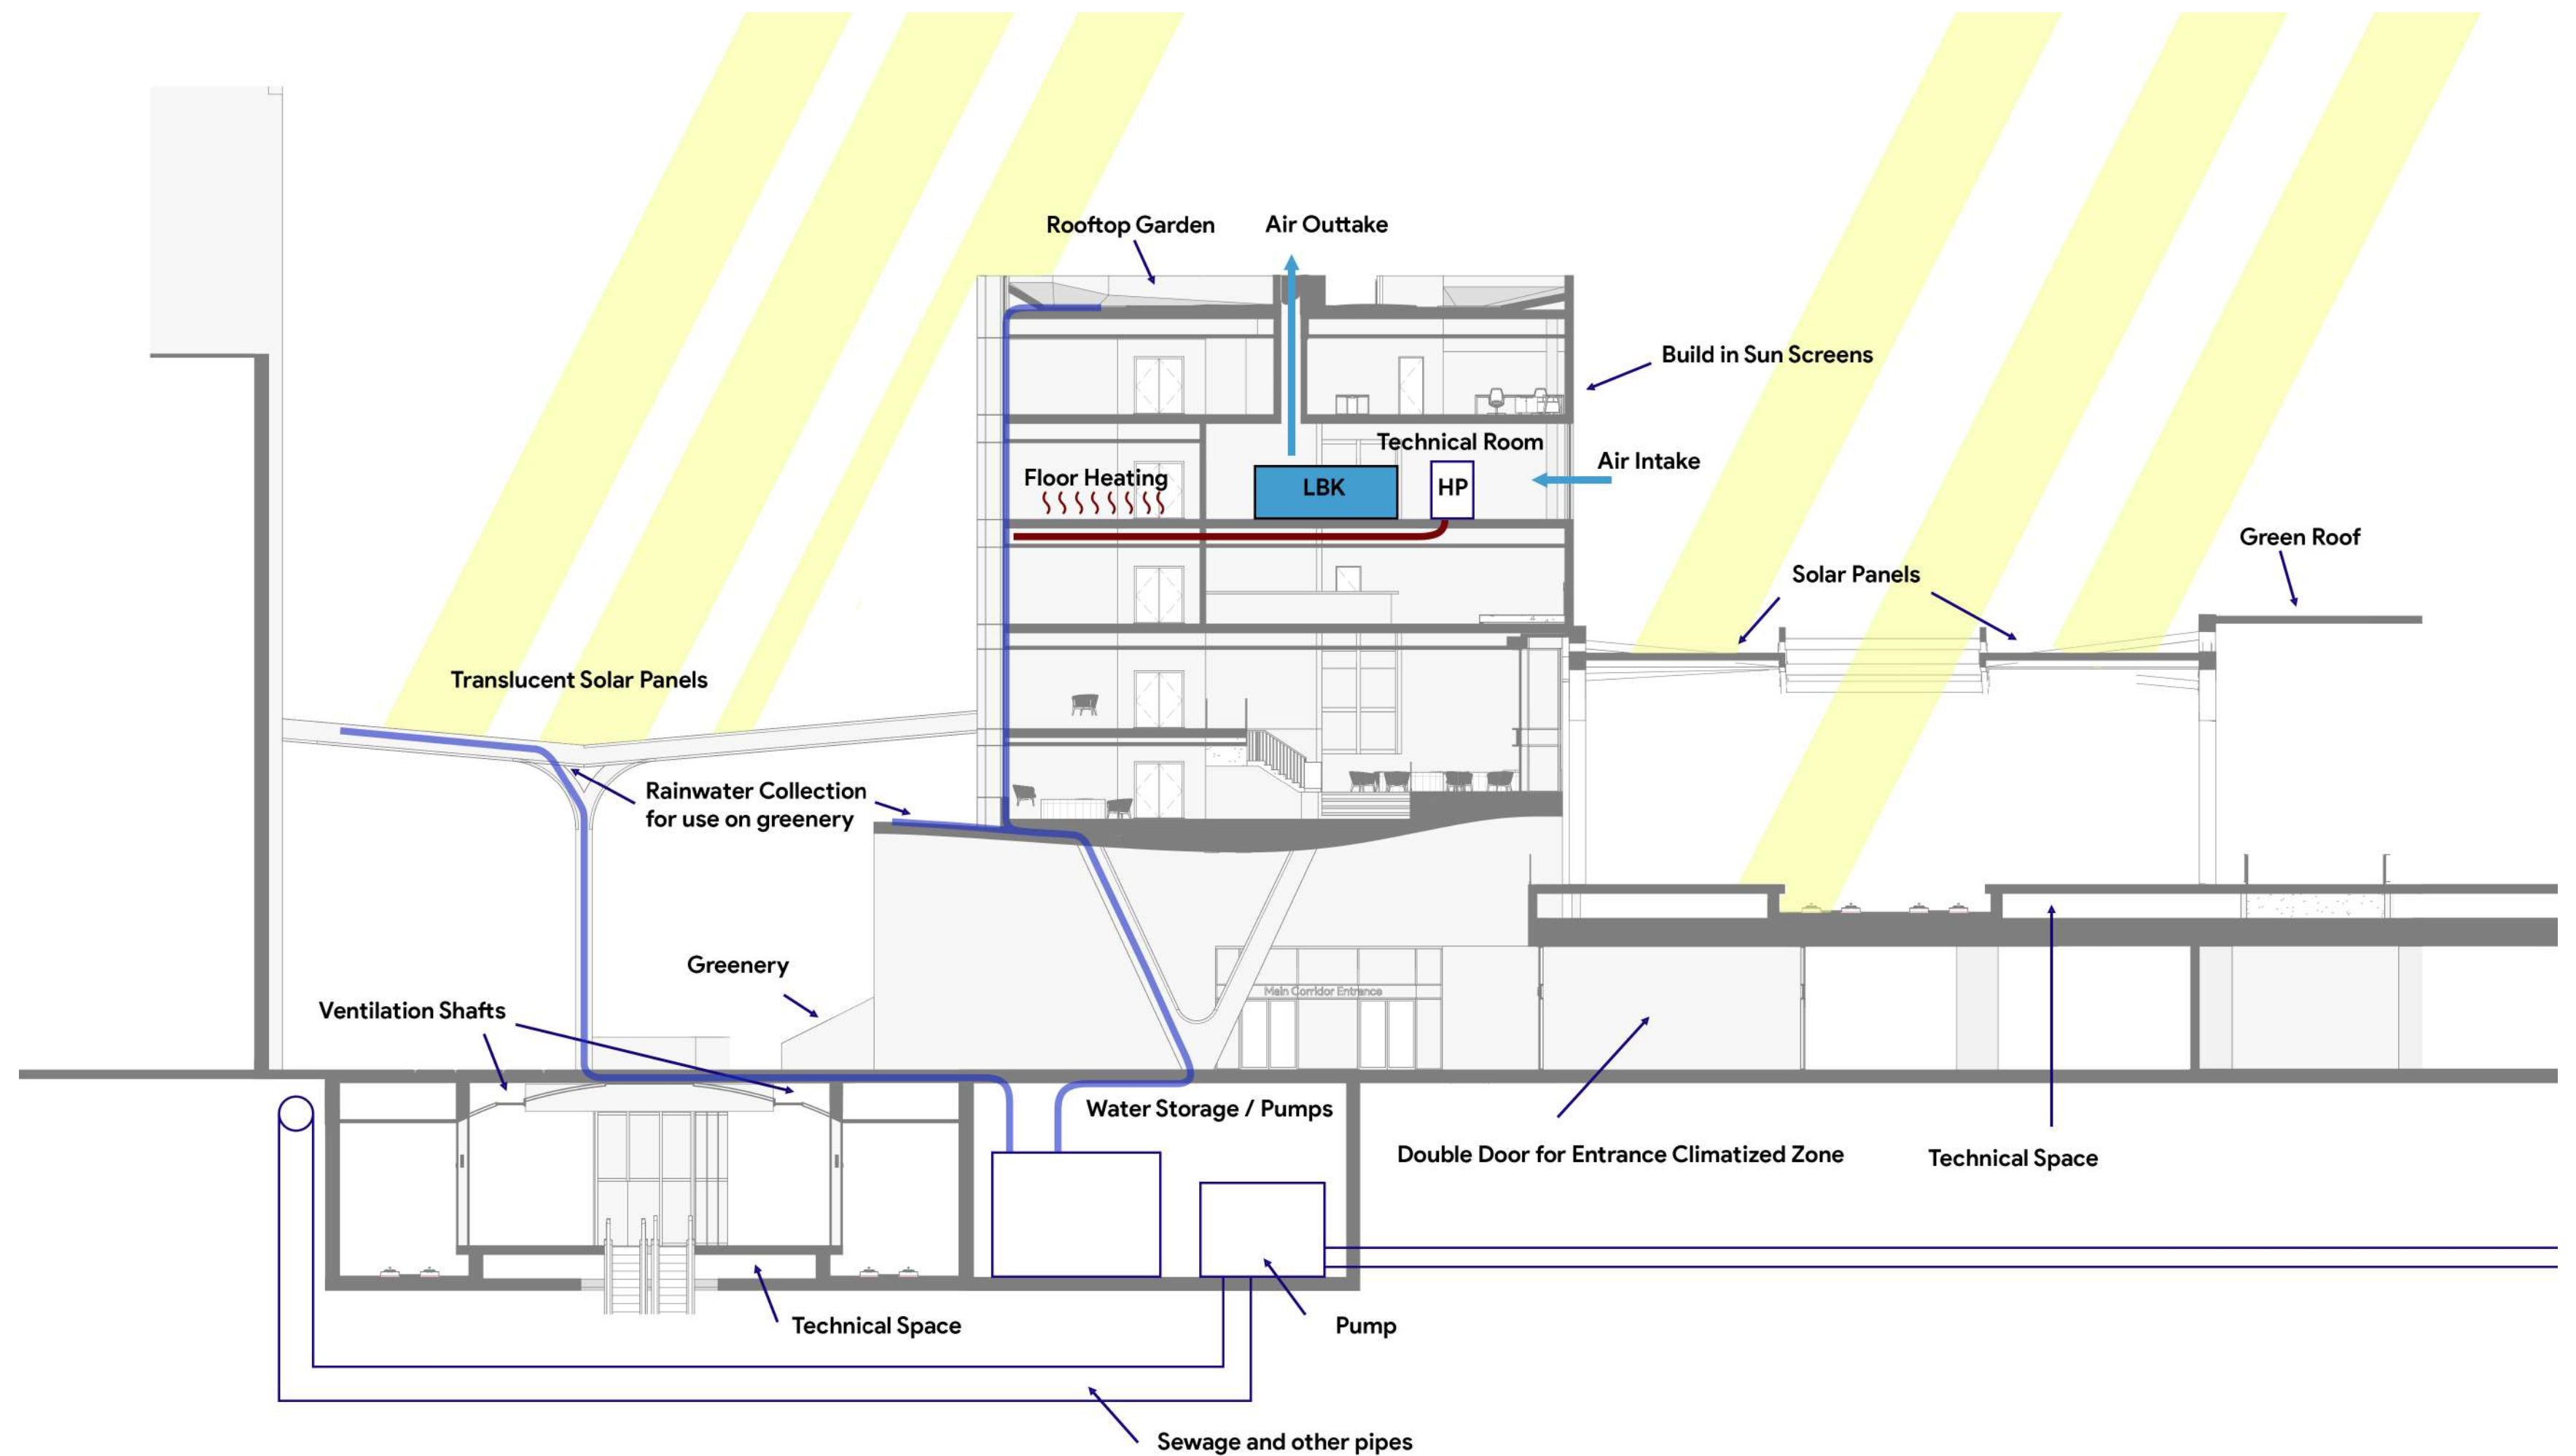 Rooftop Garden
Air Outtake
Build in Sun Screens
Technical Room
Air Intake
Floor Heating
LBK
HP
Green Roof
Solar Panels
Translucent Solar Panels
Rainwater Collection
for use on greenery
Greenery
Main Corridor Entrance
Ventilation Shafts
Water Storage / Pumps
Double Door for Entrance Climatized Zone
Technical Space
Technical Space
Pump
Sewage and other pipes